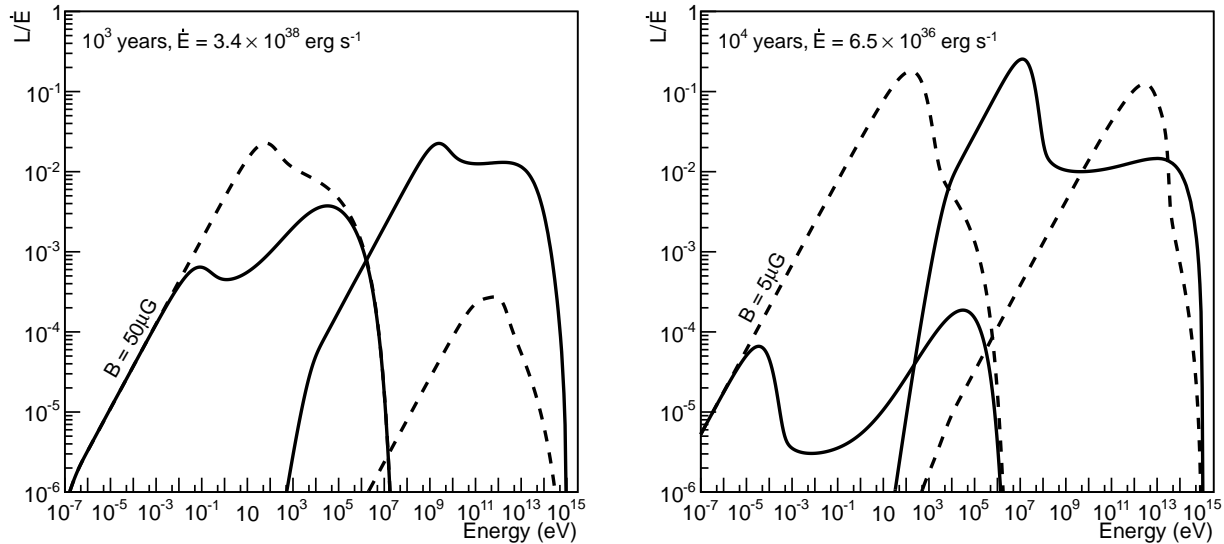 10³ years, Ė = 3.4 × 10³⁸ erg s⁻¹
L/Ė
1
10⁻¹
10⁻²
10⁻³
10⁻⁴
10⁻⁵
10⁻⁶
B = 50μG
10⁻⁷ 10⁻⁵ 10⁻³ 10⁻¹ 10 10³ 10⁵ 10⁷ 10⁹ 10¹¹ 10¹³ 10¹⁵
Energy (eV)
10⁴ years, Ė = 6.5 × 10³⁶ erg s⁻¹
L/Ė
1
10⁻¹
10⁻²
10⁻³
10⁻⁴
10⁻⁵
10⁻⁶
B = 5μG
10⁻⁷ 10⁻⁵ 10⁻³ 10⁻¹ 10 10³ 10⁵ 10⁷ 10⁹ 10¹¹ 10¹³ 10¹⁵
Energy (eV)